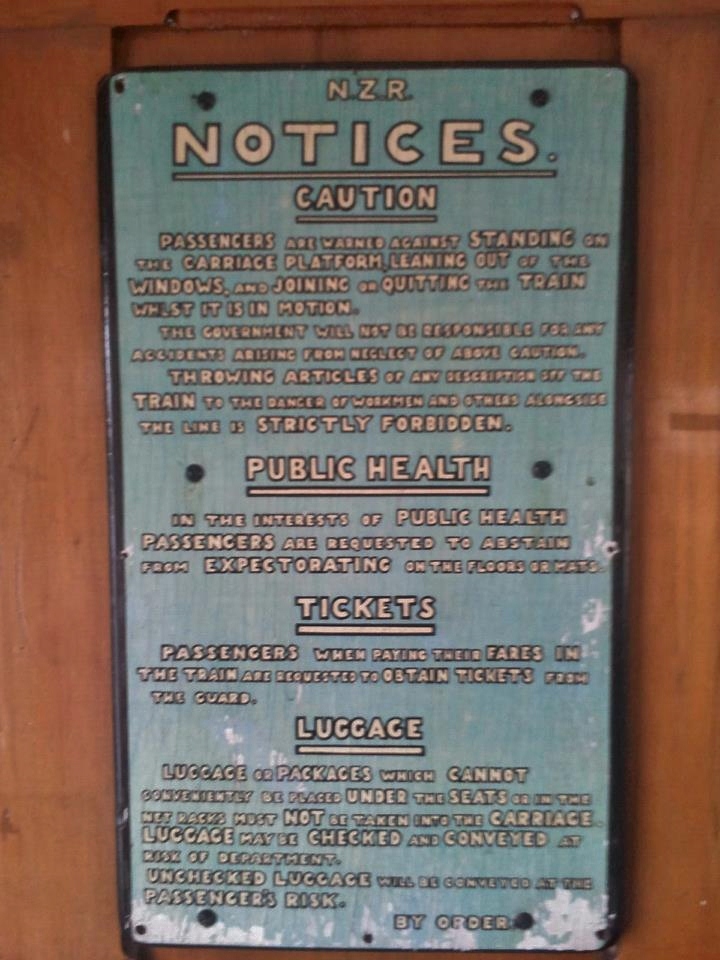 N.Z.R.
NOTICES.
CAUTION
PASSENGERS ARE WARNED AGAINST STANDING ON
THE CARRIAGE PLATFORM, LEANING OUT OF THE
WINDOWS, AND JOINING OR QUITTING THE TRAIN
WHILST IT IS IN MOTION.
THE GOVERNMENT WILL NOT BE RESPONSIBLE FOR ANY
ACCIDENTS ARISING FROM NEGLECT OF ABOVE CAUTION.
THROWING ARTICLES OF ANY DESCRIPTION OFF THE
TRAIN TO THE DANGER OF WORKMEN AND OTHERS ALONGSIDE
THE LINE IS STRICTLY FORBIDDEN.
PUBLIC HEALTH
IN THE INTERESTS OF PUBLIC HEALTH
PASSENGERS ARE REQUESTED TO ABSTAIN
FROM EXPECTORATING ON THE FLOORS OR MATS.
TICKETS
PASSENGERS WHEN PAYING THEIR FARES IN
THE TRAIN ARE REQUESTED TO OBTAIN TICKETS FROM
THE GUARD.
LUGGAGE
LUGGAGE OR PACKAGES WHICH CANNOT
CONVENIENTLY BE PLACED UNDER THE SEATS OR IN THE
NET RACKS MUST NOT BE TAKEN INTO THE CARRIAGE.
LUGGAGE MAY BE CHECKED AND CONVEYED AT
RISK OF DEPARTMENT.
UNCHECKED LUGGAGE WILL BE CONVEYED AT THE
PASSENGER'S RISK.
BY ORDER